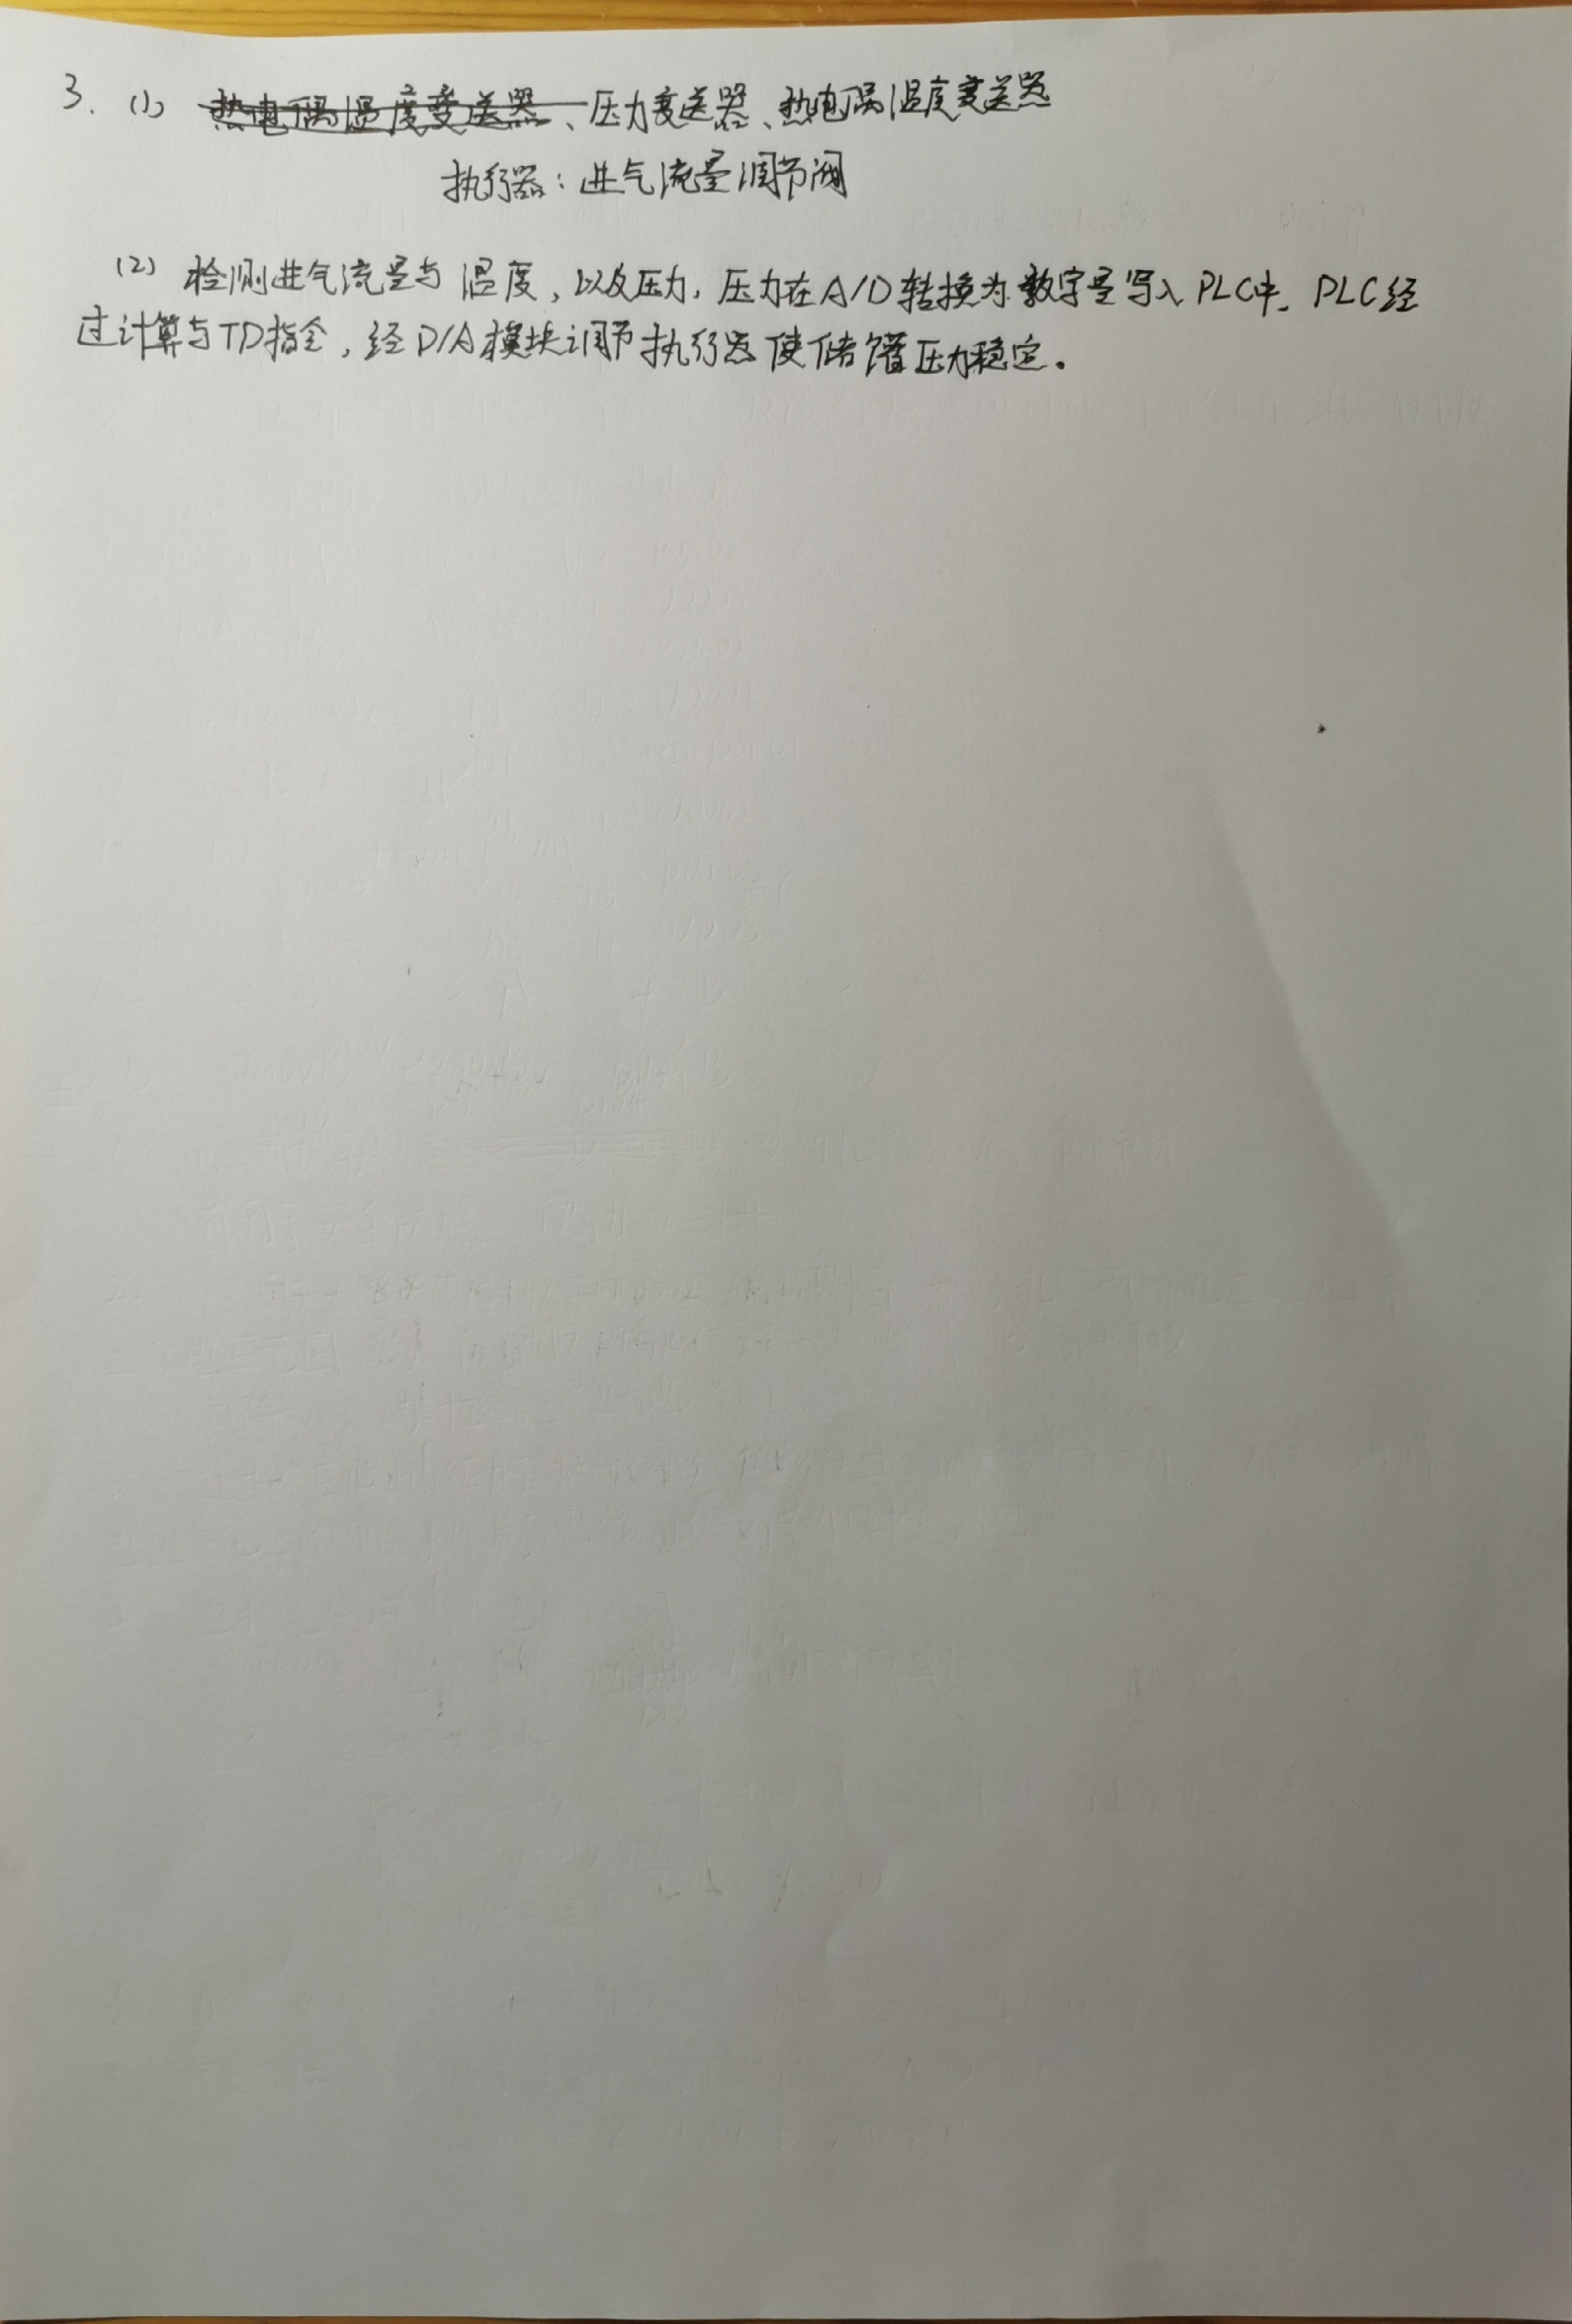 3. (1) 热电偶温度变送器、压力变送器、热电偶温度变送器
执行器：进气流量调节阀
(2) 检测进气流量与温度，以及压力，压力在A/D转换为数字量写入PLC中，PLC经
过计算与TD指令，经D/A模块调节执行器使储罐压力稳定。